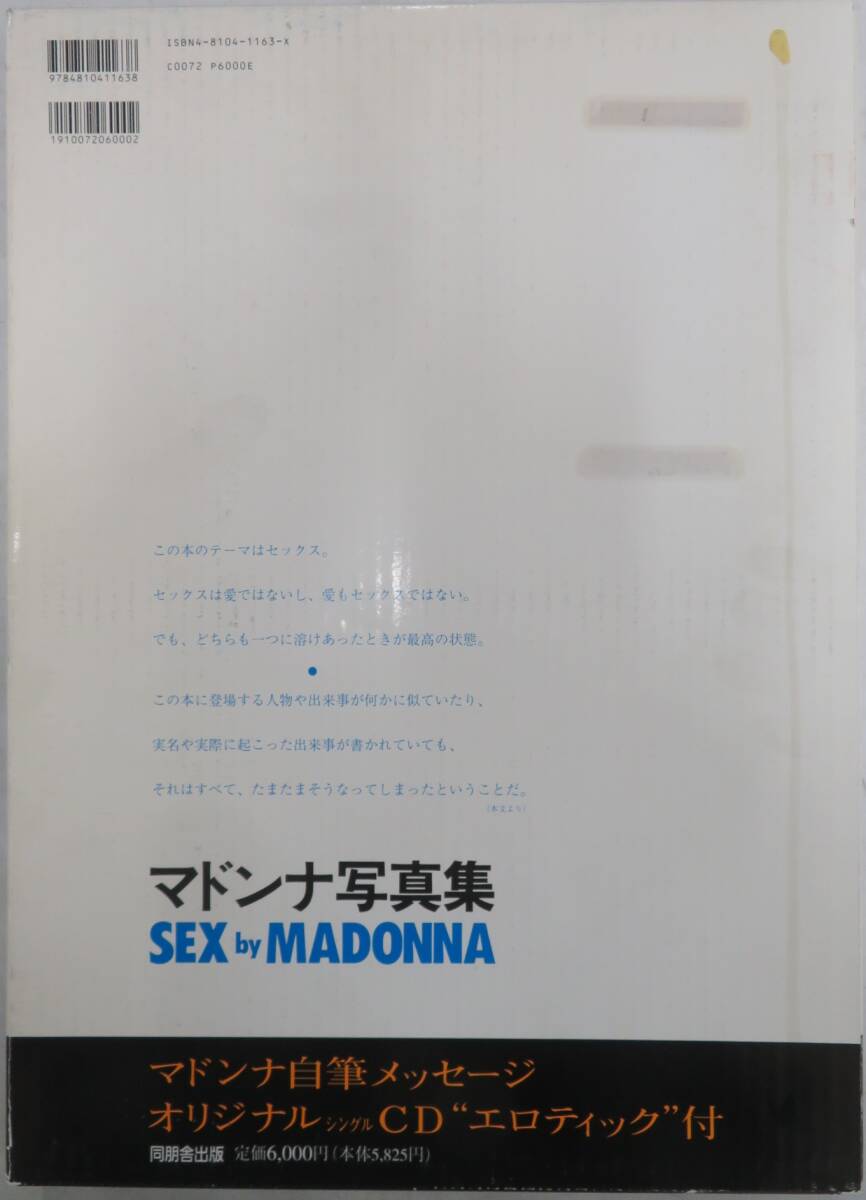 ISBN4-8104-1163-X
C0072 P6000E
9784810411638
1910072060002
この本のテーマはセックス。
セックスは愛ではないし、愛もセックスではない。
でも、どちらも一つに溶けあったときが最高の状態。
●
この本に登場する人物や出来事が何かに似ていたり、
実名や実際に起こった出来事が書かれていても、
それはすべて、たまたまそうなってしまったということだ。
(本文より)
マドンナ写真集
SEX by MADONNA
マドンナ自筆メッセージ
オリジナルシングルCD“エロティック”付
同朋舎出版 定価6,000円(本体5,825円)